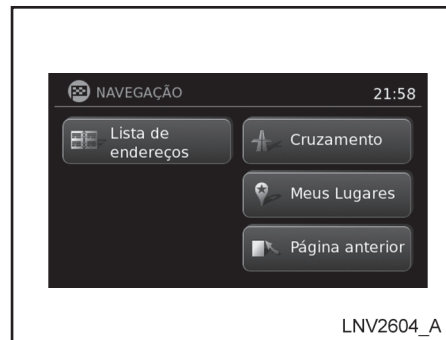 NAVEGAÇÃO 21:58
Lista de
endereços
Cruzamento
Meus Lugares
Página anterior
LNV2604_A